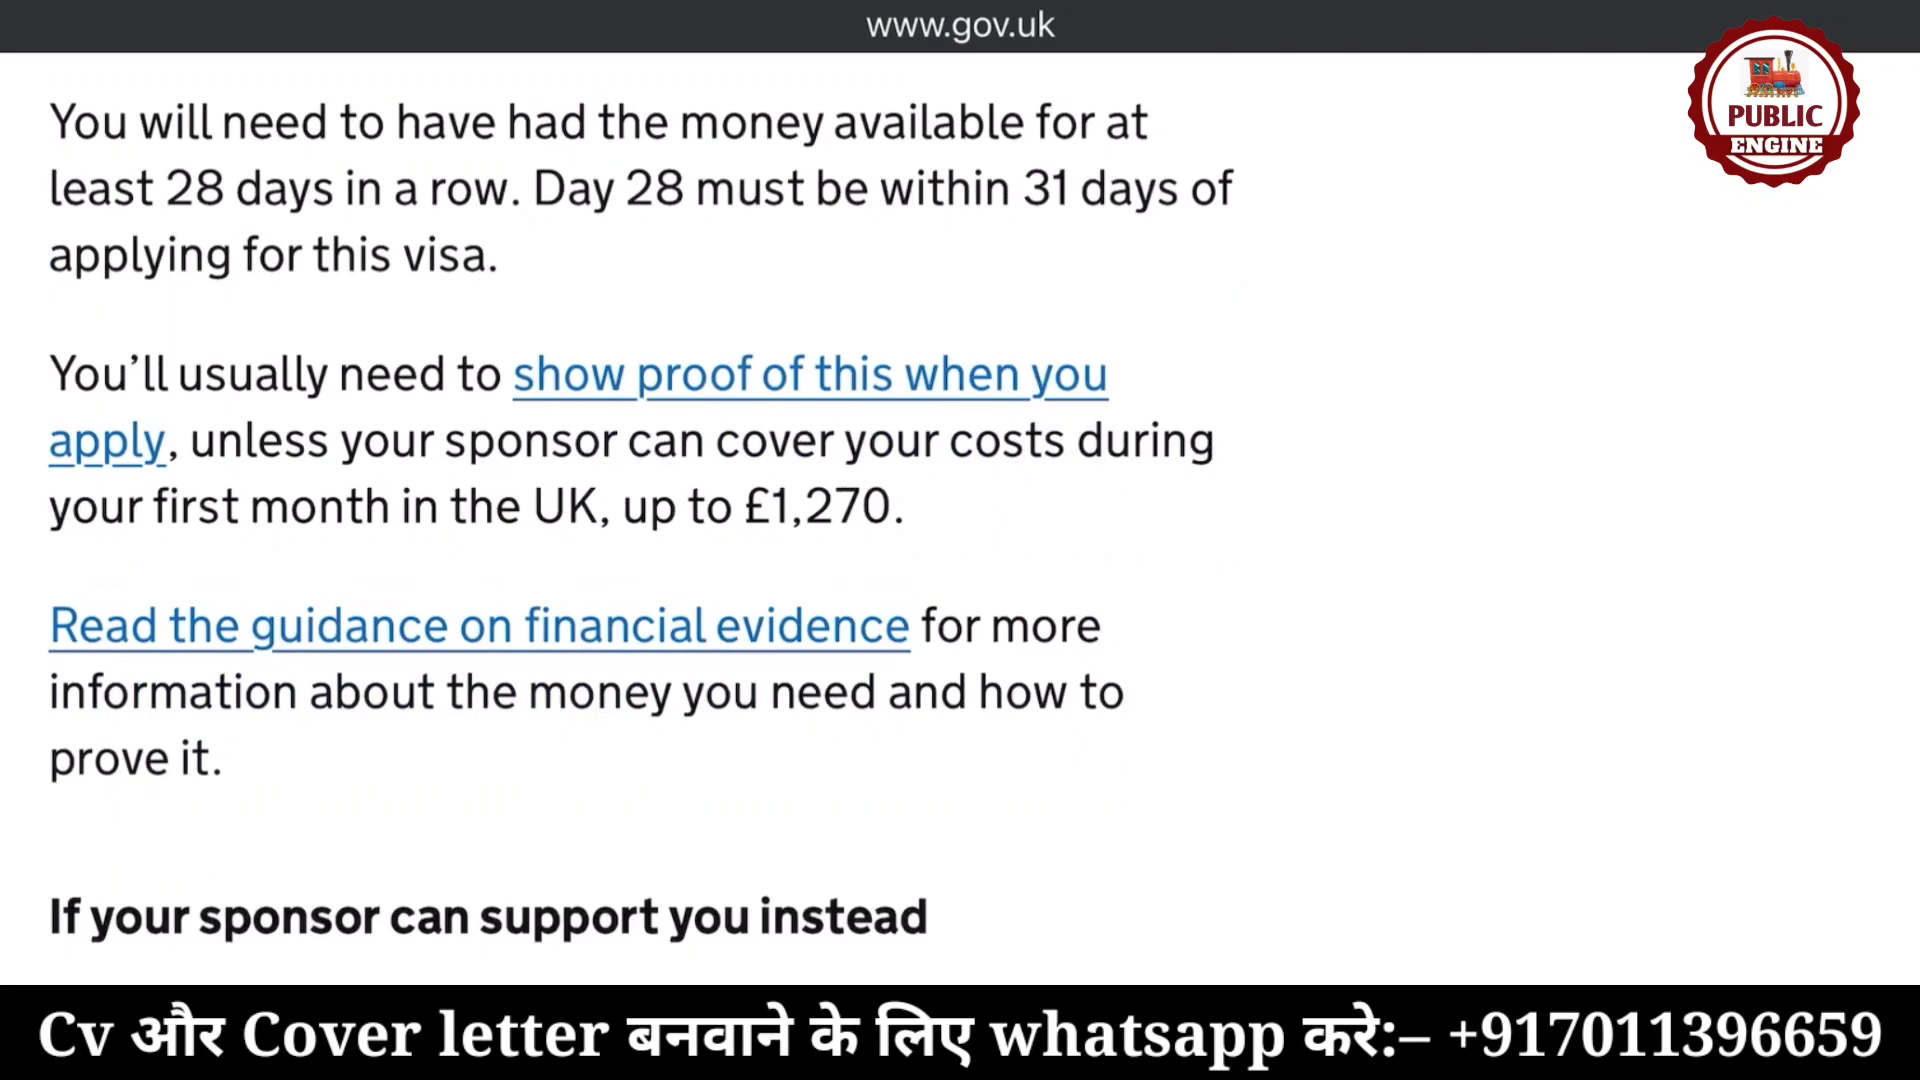 www.gov.uk
PUBLIC
ENGINE
You will need to have had the money available for at
least 28 days in a row. Day 28 must be within 31 days of
applying for this visa.
You’ll usually need to show proof of this when you
apply, unless your sponsor can cover your costs during
your first month in the UK, up to £1,270.
Read the guidance on financial evidence for more
information about the money you need and how to
prove it.
If your sponsor can support you instead
Cv और Cover letter बनवाने के लिए whatsapp करे:– +917011396659